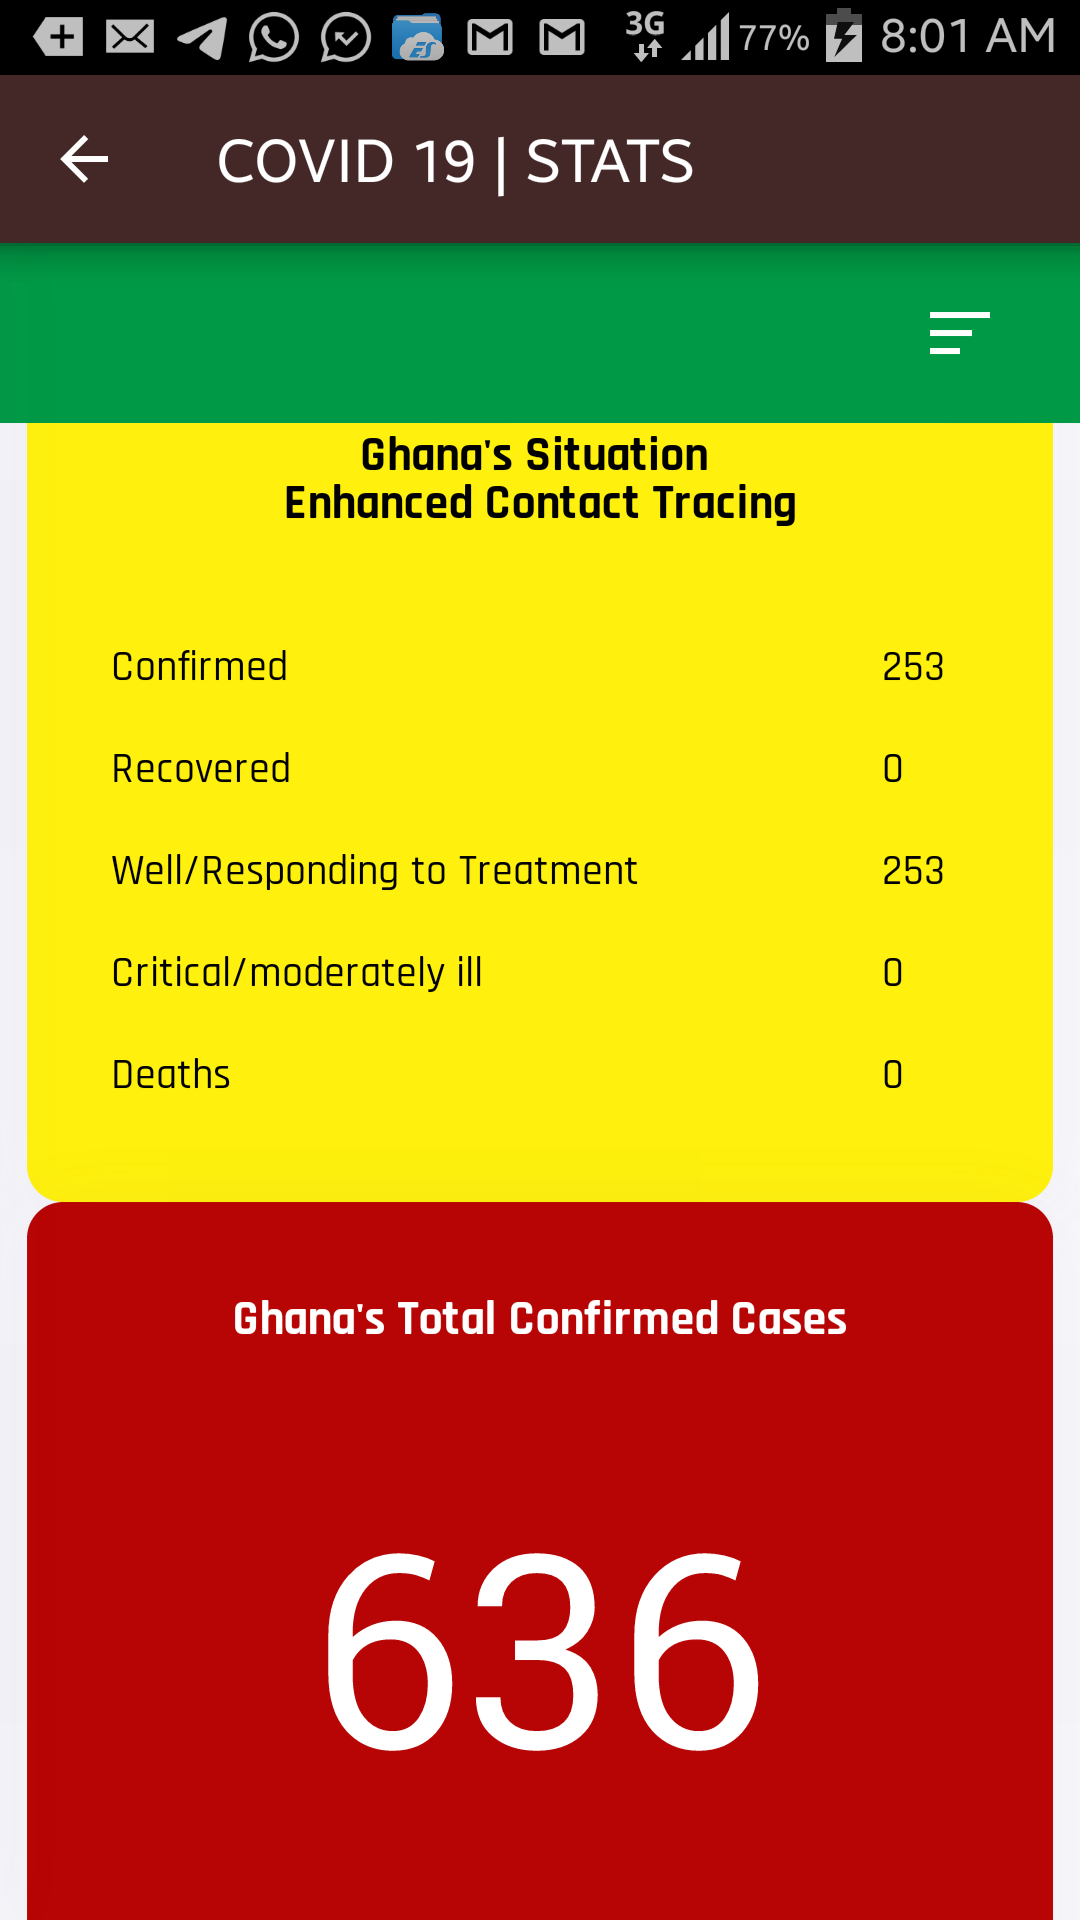 3G 77% 8:01 AM
COVID 19 | STATS
Ghana's Situation
Enhanced Contact Tracing
Confirmed 253
Recovered 0
Well/Responding to Treatment 253
Critical/moderately ill 0
Deaths 0
Ghana's Total Confirmed Cases
636